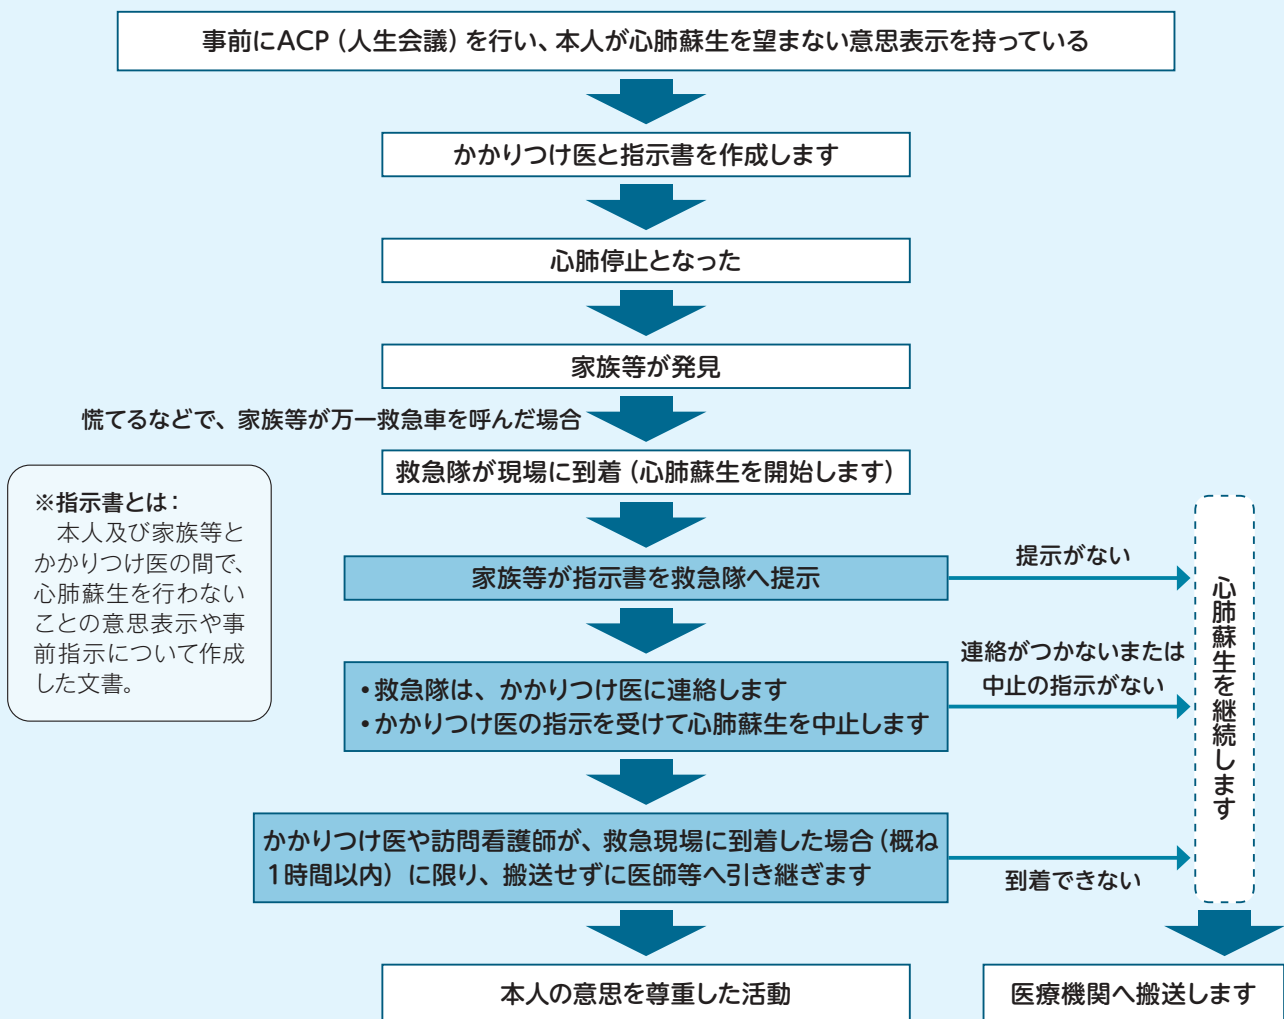 事前にACP（人生会議）を行い、本人が心肺蘇生を望まない意思表示を持っている
かかりつけ医と指示書を作成します
心肺停止となった
家族等が発見
慌てるなどで、家族等が万一救急車を呼んだ場合
救急隊が現場に到着（心肺蘇生を開始します）
※指示書とは：
本人及び家族等と
かかりつけ医の間で、
心肺蘇生を行わない
ことの意思表示や事
前指示について作成
した文書。
家族等が指示書を救急隊へ提示
提示がない
・救急隊は、かかりつけ医に連絡します
・かかりつけ医の指示を受けて心肺蘇生を中止します
連絡がつかないまたは
中止の指示がない
かかりつけ医や訪問看護師が、救急現場に到着した場合（概ね
1時間以内）に限り、搬送せずに医師等へ引き継ぎます
到着できない
心肺蘇生を継続します
本人の意思を尊重した活動
医療機関へ搬送します